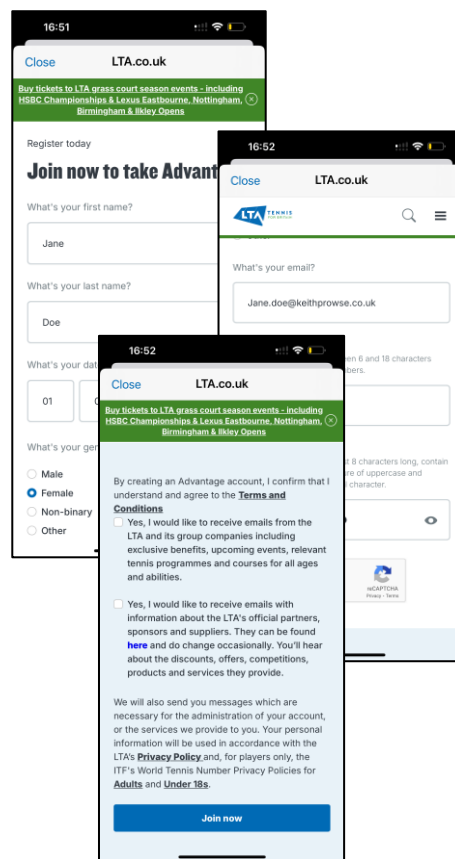 16:51
Close
LTA.co.uk
Buy tickets to LTA grass court season events - including
HSBC Championships & Lexus Eastbourne, Nottingham,
Birmingham & Ilkley Opens
Register today
Join now to take Advant
What's your first name?
Jane
What's your last name?
Doe
What's your dat
01
What's your gen
Male
Female
Non-binary
Other
16:52
Close
LTA.co.uk
LTA TENNIS
FOR BRITAIN
What's your email?
Jane.doe@keithprowse.co.uk
en 6 and 18 characters
bers.
t 8 characters long, contain
ure of uppercase and
l character.
reCAPTCHA
Privacy - Terms
16:52
Close
LTA.co.uk
Buy tickets to LTA grass court season events - including
HSBC Championships & Lexus Eastbourne, Nottingham,
Birmingham & Ilkley Opens
By creating an Advantage account, I confirm that I
understand and agree to the Terms and
Conditions
Yes, I would like to receive emails from the
LTA and its group companies including
exclusive benefits, upcoming events, relevant
tennis programmes and courses for all ages
and abilities.
Yes, I would like to receive emails with
information about the LTA's official partners,
sponsors and suppliers. They can be found
here and do change occasionally. You'll hear
about the discounts, offers, competitions,
products and services they provide.
We will also send you messages which are
necessary for the administration of your account,
or the services we provide to you. Your personal
information will be used in accordance with the
LTA's Privacy Policy and, for players only, the
ITF's World Tennis Number Privacy Policies for
Adults and Under 18s.
Join now